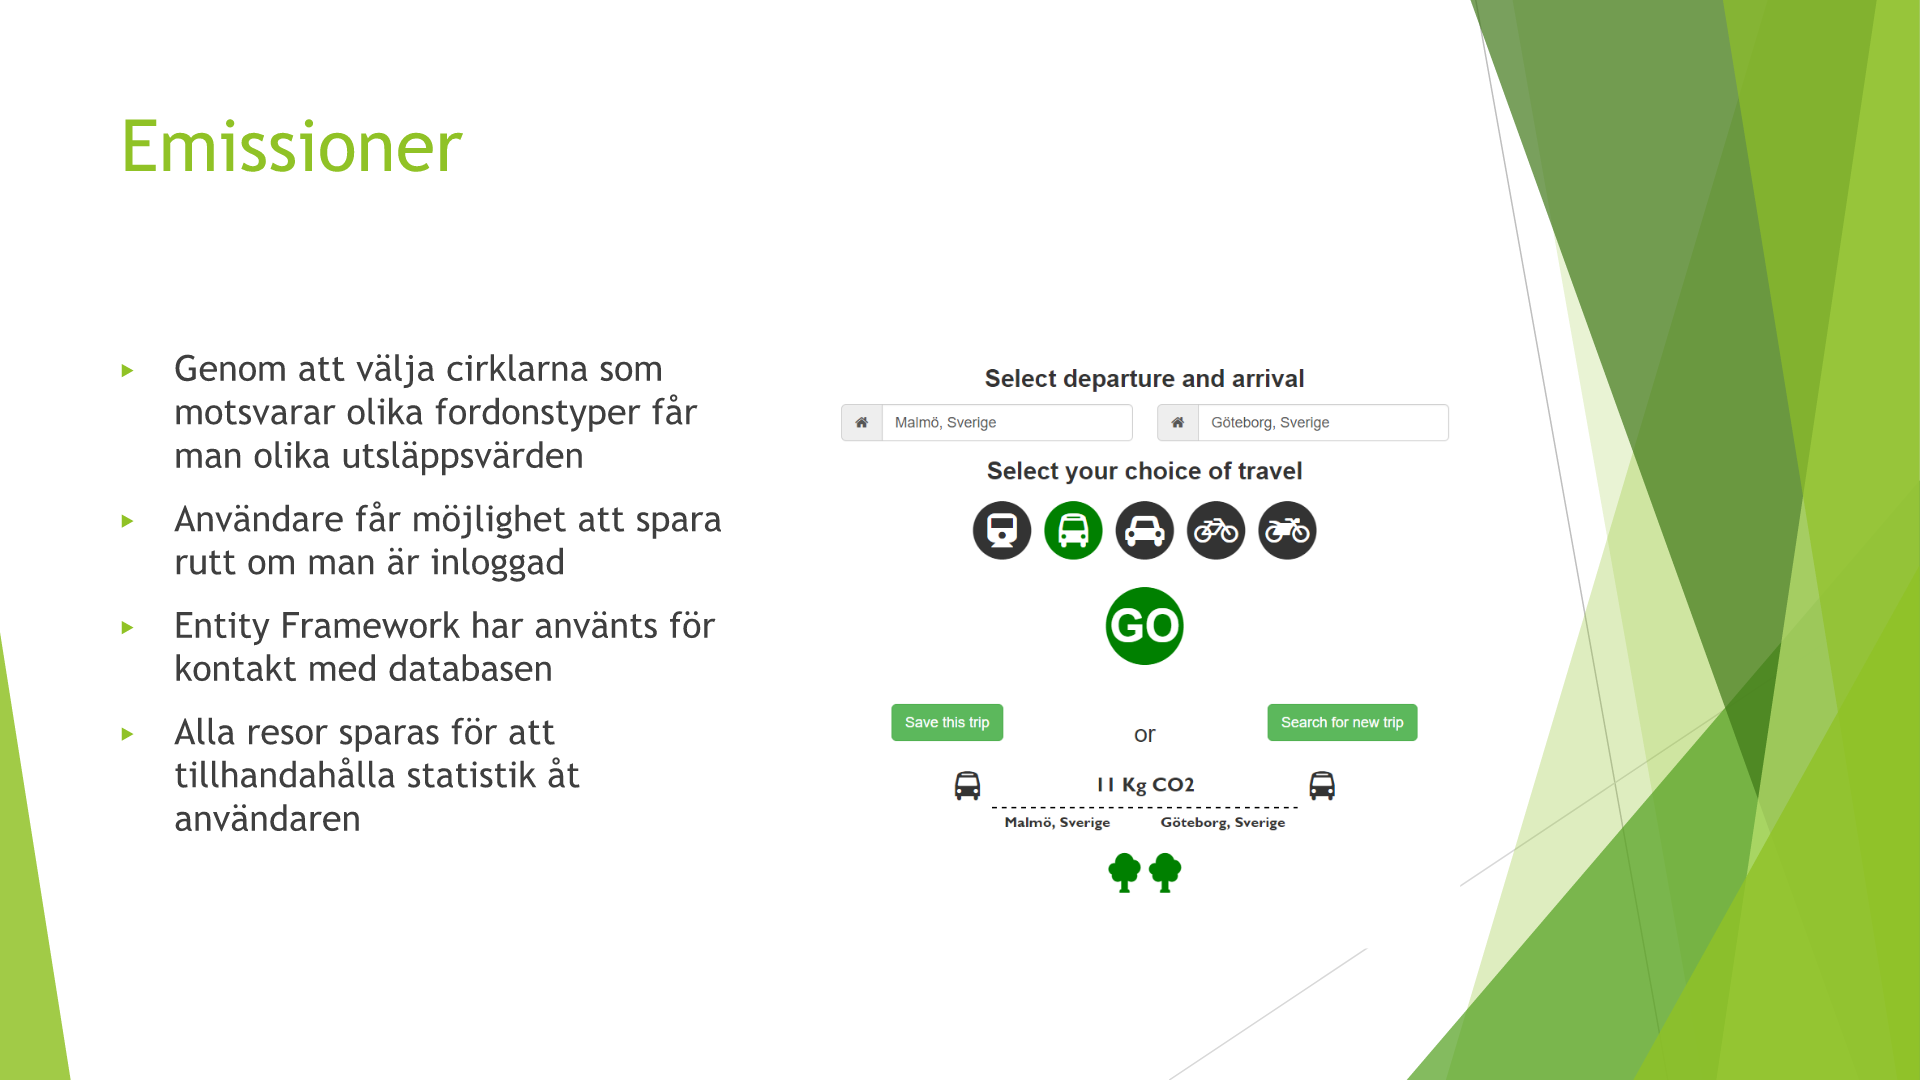 Emissioner
Genom att välja cirklarna som
motsvarar olika fordonstyper får
man olika utsläppsvärden
Användare får möjlighet att spara
rutt om man är inloggad
Entity Framework har använts för
kontakt med databasen
Alla resor sparas för att
tillhandahålla statistik åt
användaren
Select departure and arrival
Malmö, Sverige Göteborg, Sverige
Select your choice of travel
GO
Save this trip or Search for new trip
11 Kg CO2
Malmö, Sverige Göteborg, Sverige